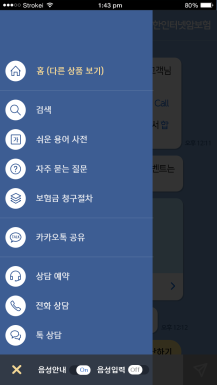 Strokei 1:43 pm 80%
홈 (다른 상품 보기)
검색
쉬운 용어 사전
자주 묻는 질문
보험금 청구절차
카카오톡 공유
상담 예약
전화 상담
톡 상담
음성안내 On 음성입력 Off